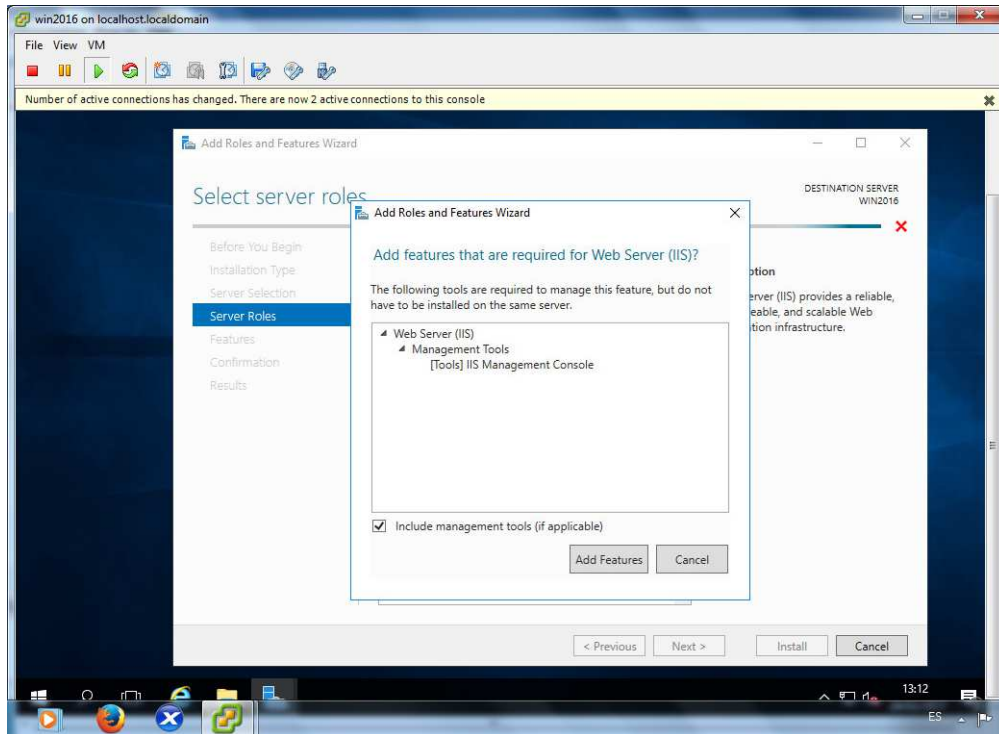 win2016 on localhost.localdomain
File View VM
Number of active connections has changed. There are now 2 active connections to this console
Add Roles and Features Wizard
Select server roles
DESTINATION SERVER
WIN2016
Before You Begin
Installation Type
Server Selection
Server Roles
Features
Confirmation
Results
Add Roles and Features Wizard
Add features that are required for Web Server (IIS)?
The following tools are required to manage this feature, but do not
have to be installed on the same server.
Web Server (IIS)
Management Tools
[Tools] IIS Management Console
Include management tools (if applicable)
Add Features Cancel
(IIS) provides a reliable,
and scalable Web
infrastructure.
< Previous Next > Install Cancel
13:12
ES